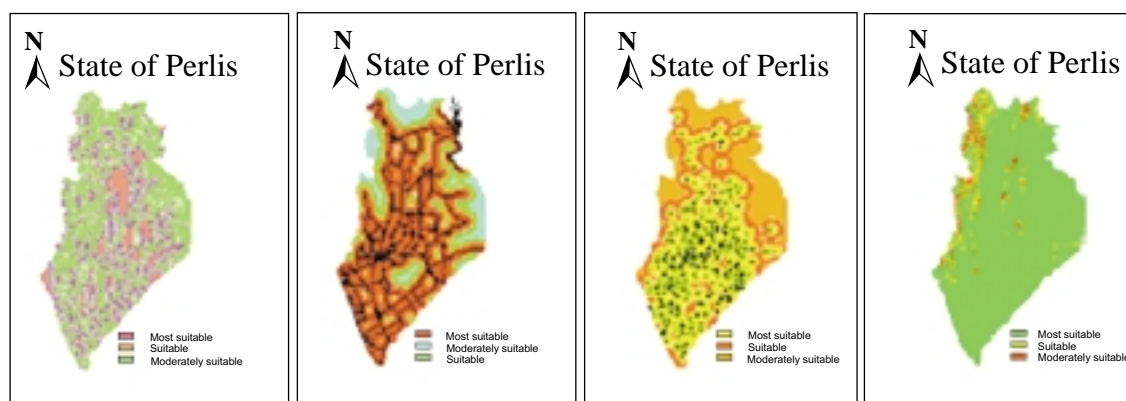 N
State of Perlis
Most suitable
Suitable
Moderately suitable
N
State of Perlis
Most suitable
Moderately suitable
Suitable
N
State of Perlis
Most suitable
Suitable
Moderately suitable
N
State of Perlis
Most suitable
Suitable
Moderately suitable